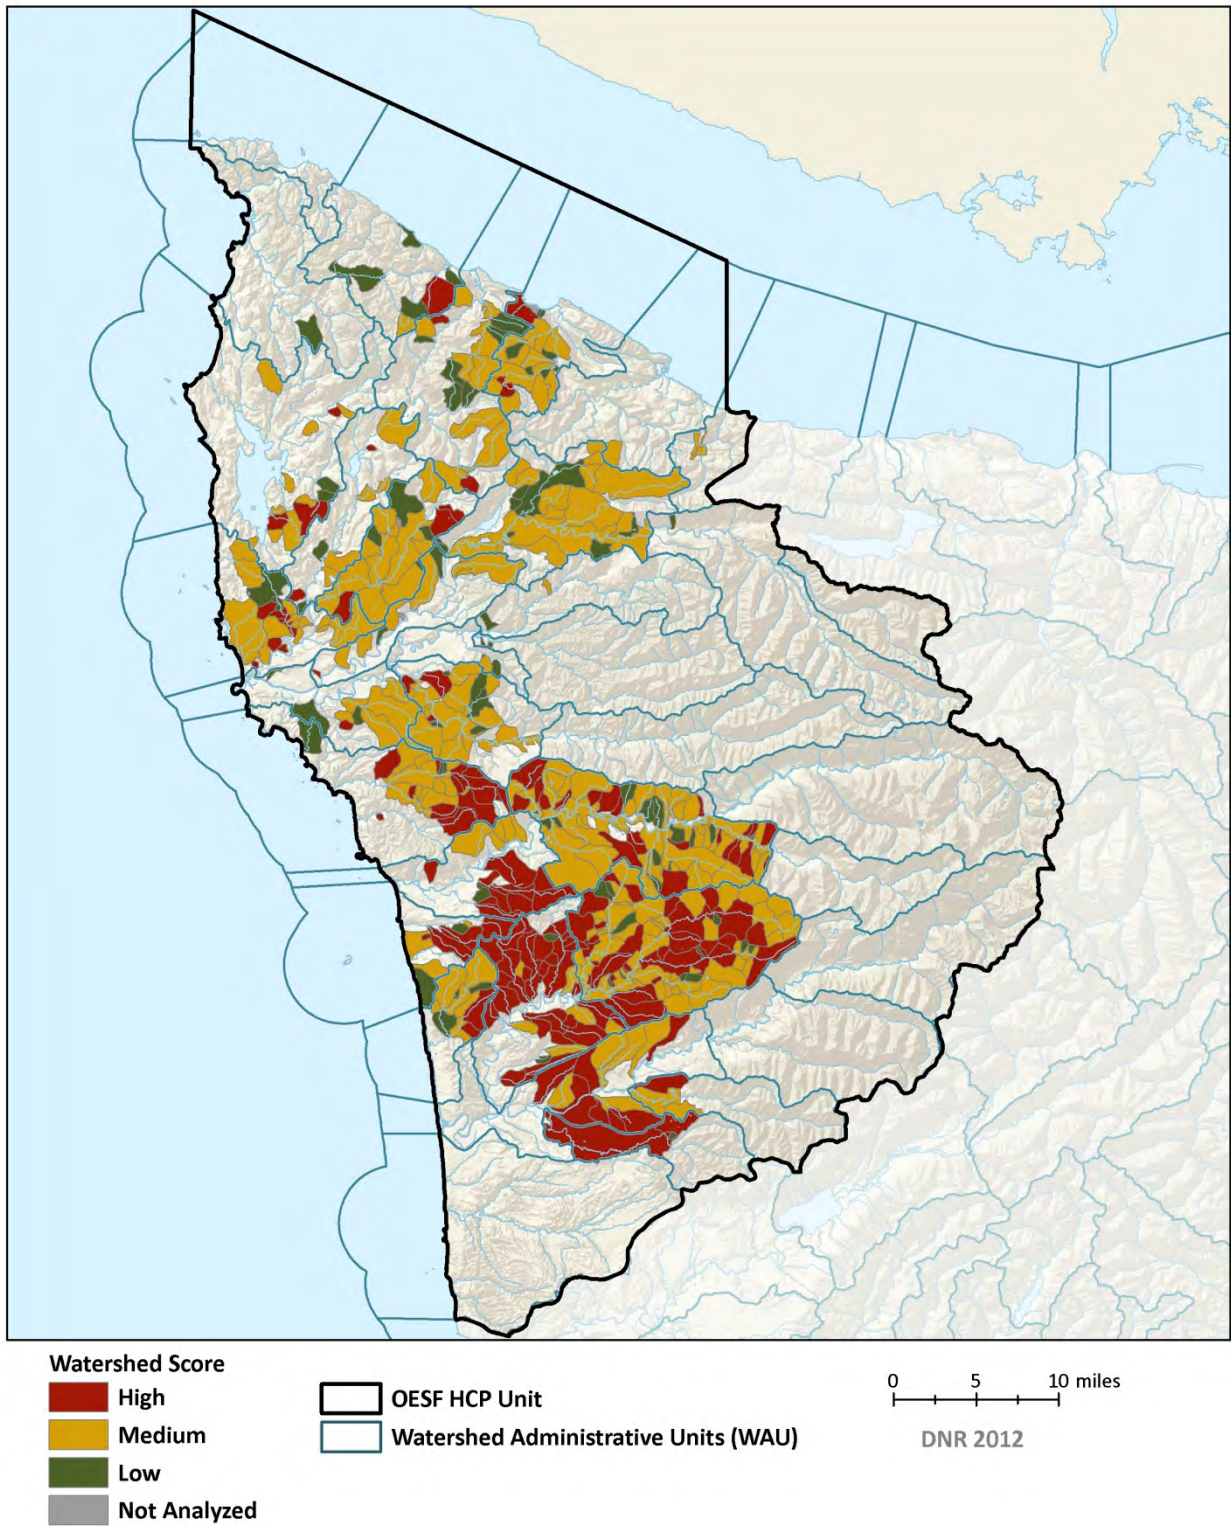 Watershed Score
High
Medium
Low
Not Analyzed
OESF HCP Unit
Watershed Administrative Units (WAU)
0 5 10 miles
DNR 2012